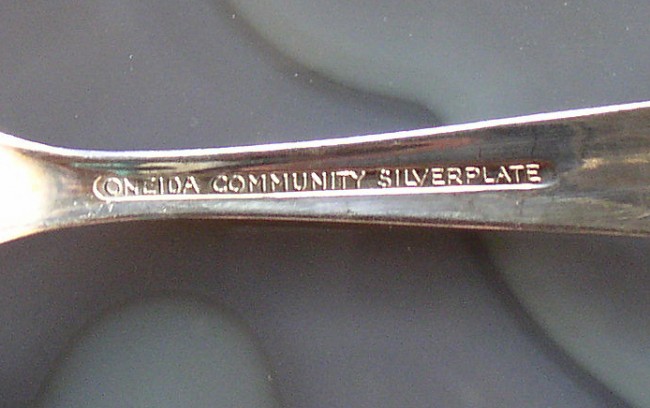 ONEIDA COMMUNITY SILVERPLATE